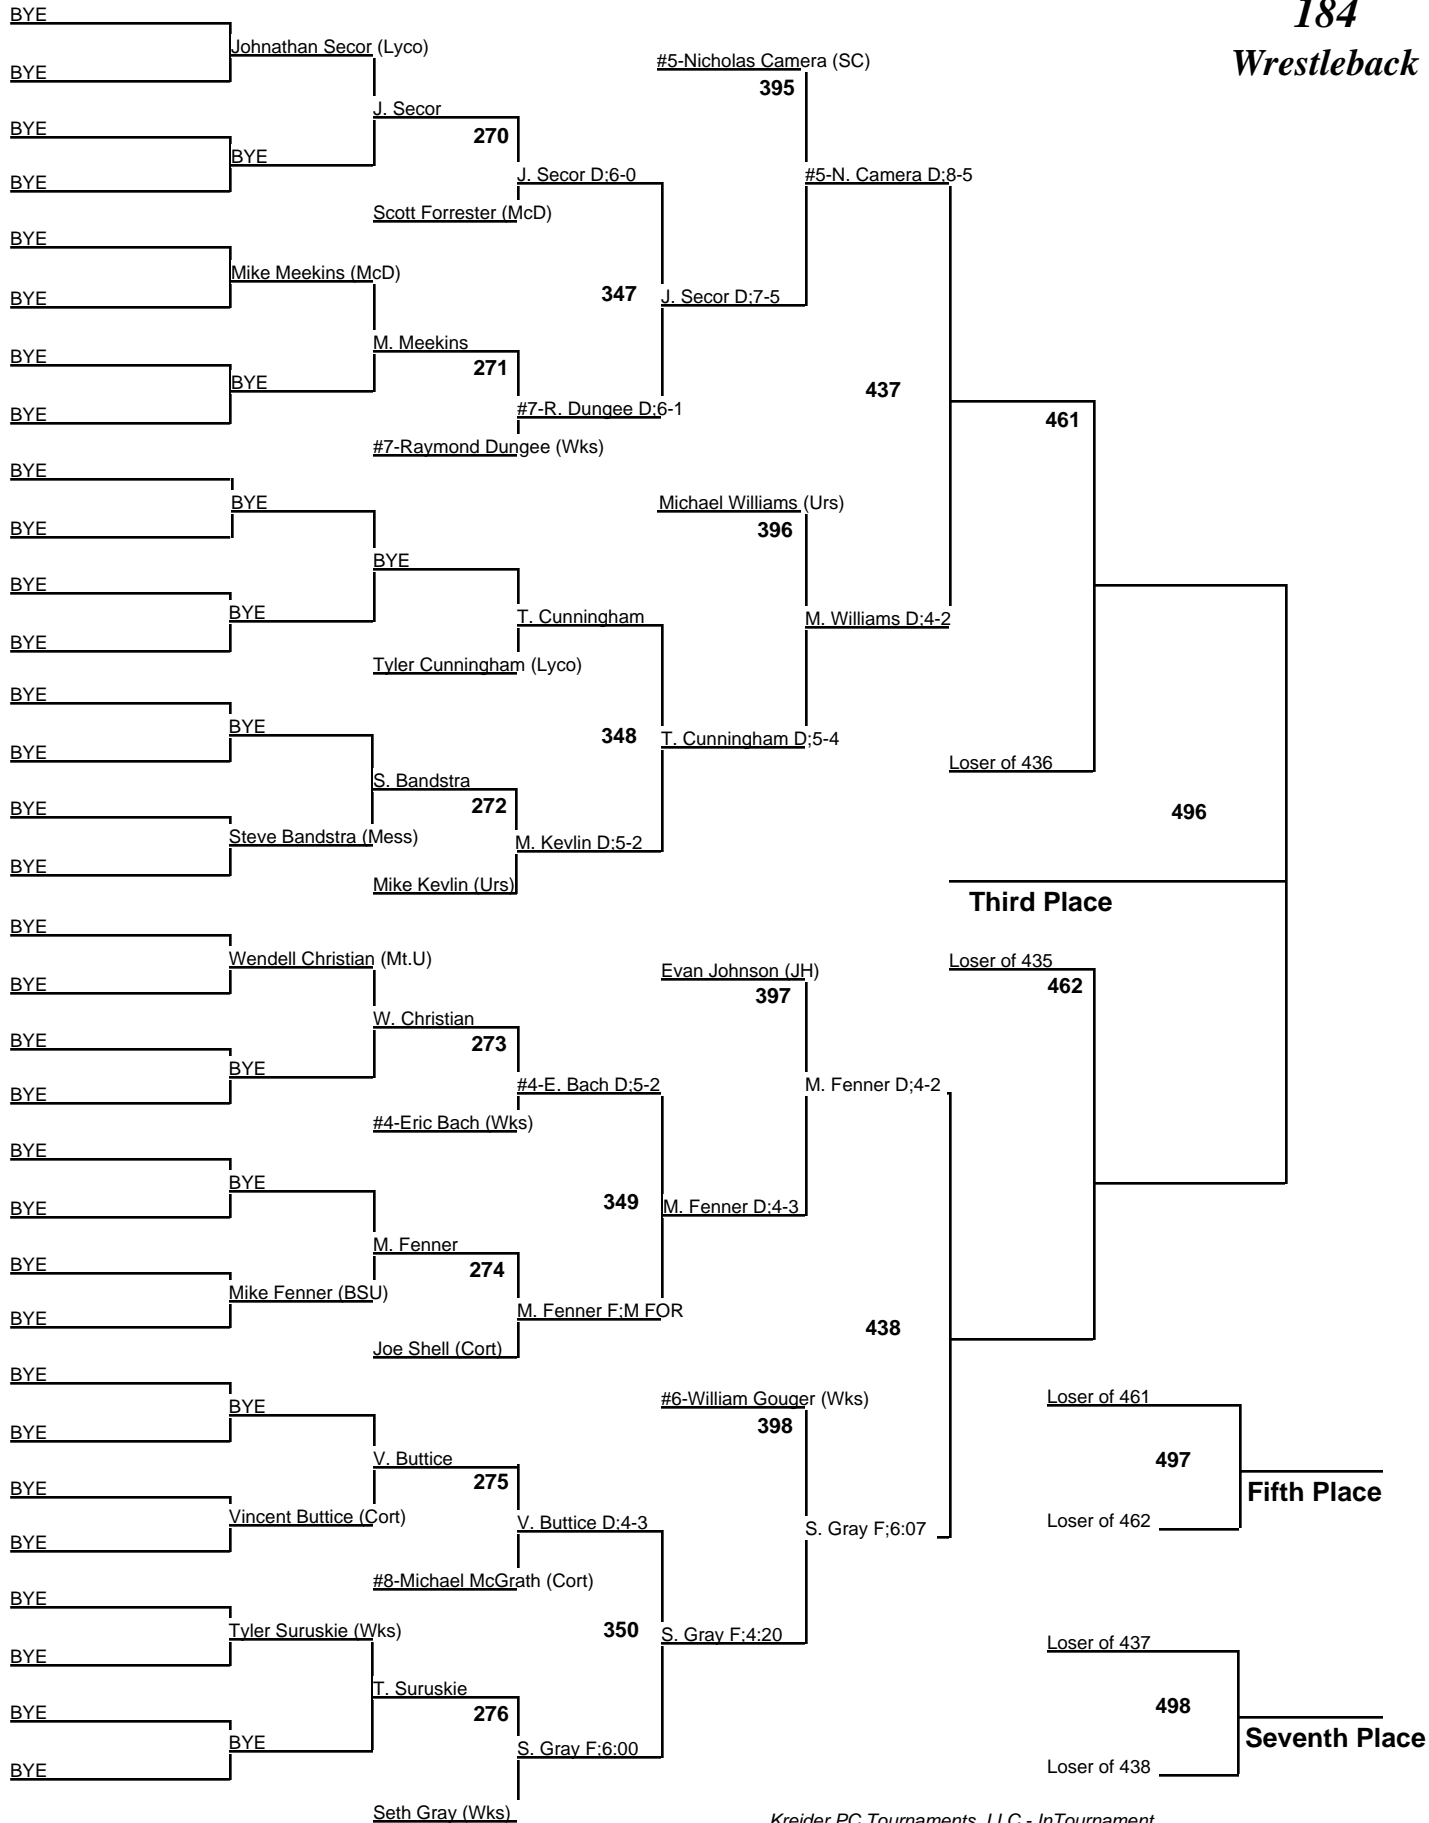 184
Wrestleback
BYE
Johnathan Secor (Lyco)
#5-Nicholas Camera (SC)
BYE
395
J. Secor
BYE
270
BYE
J. Secor D;6-0
#5-N. Camera D;8-5
BYE
Scott Forrester (McD)
BYE
Mike Meekins (McD)
BYE
347
J. Secor D;7-5
M. Meekins
BYE
271
BYE
437
#7-R. Dungee D;6-1
BYE
461
#7-Raymond Dungee (Wks)
BYE
BYE
Michael Williams (Urs)
BYE
396
BYE
BYE
BYE
T. Cunningham
M. Williams D;4-2
BYE
Tyler Cunningham (Lyco)
BYE
BYE
348
T. Cunningham D;5-4
BYE
Loser of 436
S. Bandstra
BYE
272
496
Steve Bandstra (Mess)
M. Kevlin D;5-2
BYE
Mike Kevlin (Urs)
Third Place
BYE
Wendell Christian (Mt.U)
Loser of 435
Evan Johnson (JH)
BYE
462
397
W. Christian
BYE
273
BYE
#4-E. Bach D;5-2
M. Fenner D;4-2
BYE
#4-Eric Bach (Wks)
BYE
BYE
349
M. Fenner D;4-3
BYE
M. Fenner
BYE
274
Mike Fenner (BSU)
M. Fenner F;M FOR
BYE
438
Joe Shell (Cort)
BYE
Loser of 461
#6-William Gouger (Wks)
BYE
398
BYE
V. Buttice
497
BYE
275
Fifth Place
Vincent Buttice (Cort)
V. Buttice D;4-3
Loser of 462
S. Gray F;6:07
BYE
#8-Michael McGrath (Cort)
BYE
Tyler Suruskie (Wks)
350
S. Gray F;4:20
Loser of 437
BYE
T. Suruskie
498
BYE
276
Seventh Place
BYE
S. Gray F;6:00
Loser of 438
BYE
Seth Gray (Wks)
Kreider PC Tournaments, LLC - InTournament